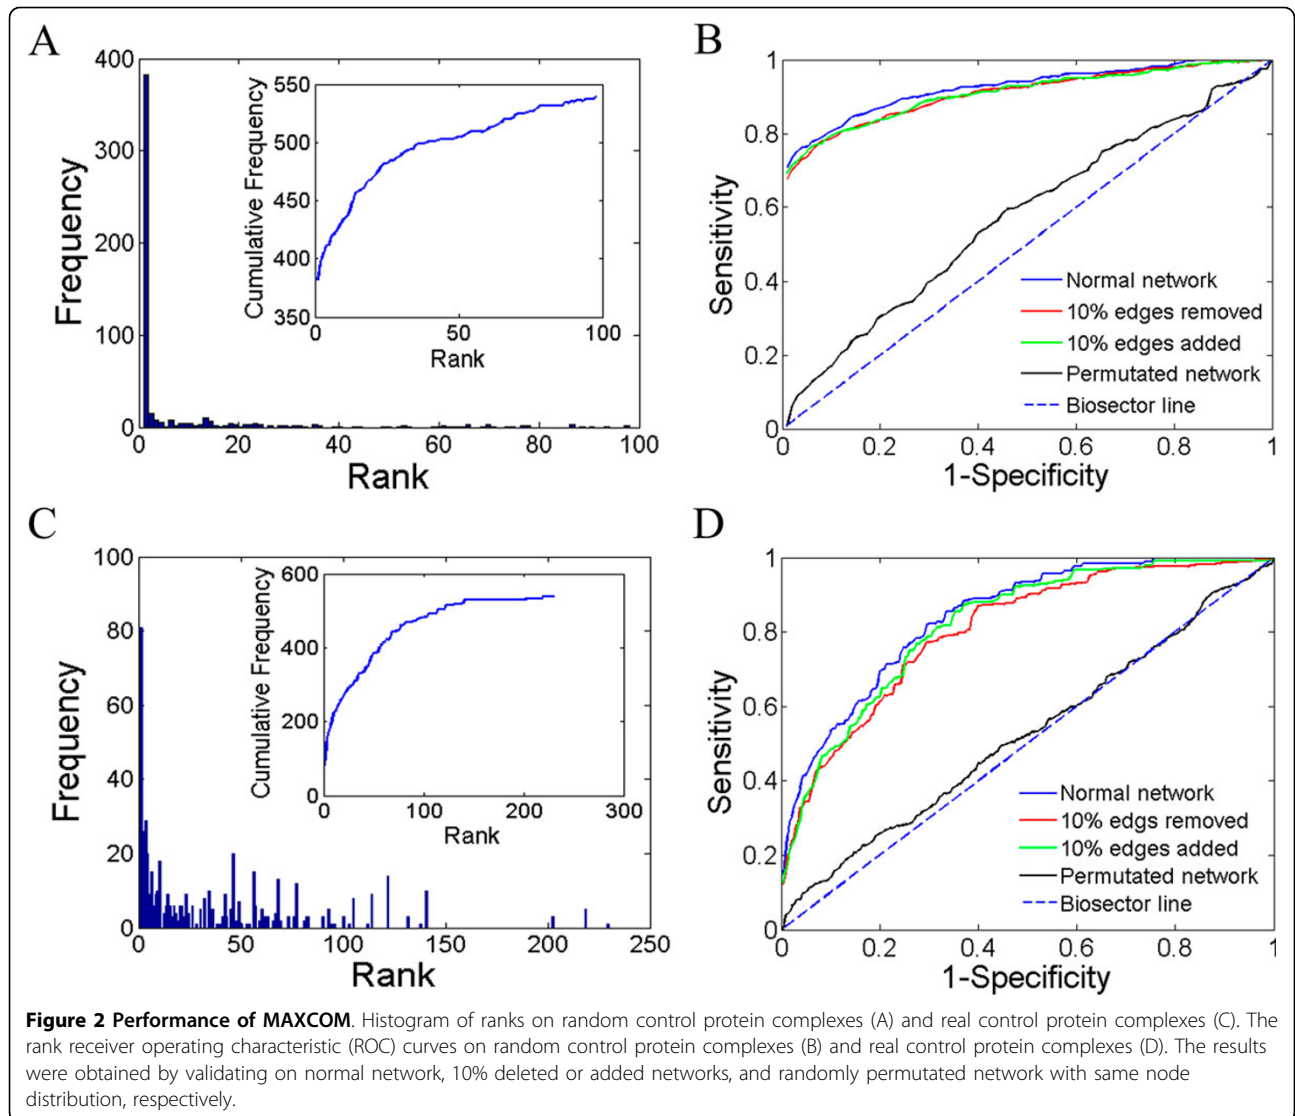 A
400
300
200
100
0
Frequency
0 20 40 60 80 100
Rank
550
500
450
400
350
Cumulative Frequency
0 50 100
Rank
B
1
0.8
0.6
0.4
0.2
0
Sensitivity
Normal network
10% edges removed
10% edges added
Permutated network
Biosector line
0.2 0.4 0.6 0.8 1
1-Specificity
C
100
80
60
40
20
0
Frequency
0 50 100 150 200 250
Rank
600
400
200
0
Cumulative Frequency
0 100 200 300
Rank
D
1
0.8
0.6
0.4
0.2
0
Sensitivity
Normal network
10% edgs removed
10% edges added
Permutated network
Biosector line
0 0.2 0.4 0.6 0.8 1
1-Specificity
Figure 2 Performance of MAXCOM. Histogram of ranks on random control protein complexes (A) and real control protein complexes (C). The
rank receiver operating characteristic (ROC) curves on random control protein complexes (B) and real control protein complexes (D). The results
were obtained by validating on normal network, 10% deleted or added networks, and randomly permutated network with same node
distribution, respectively.